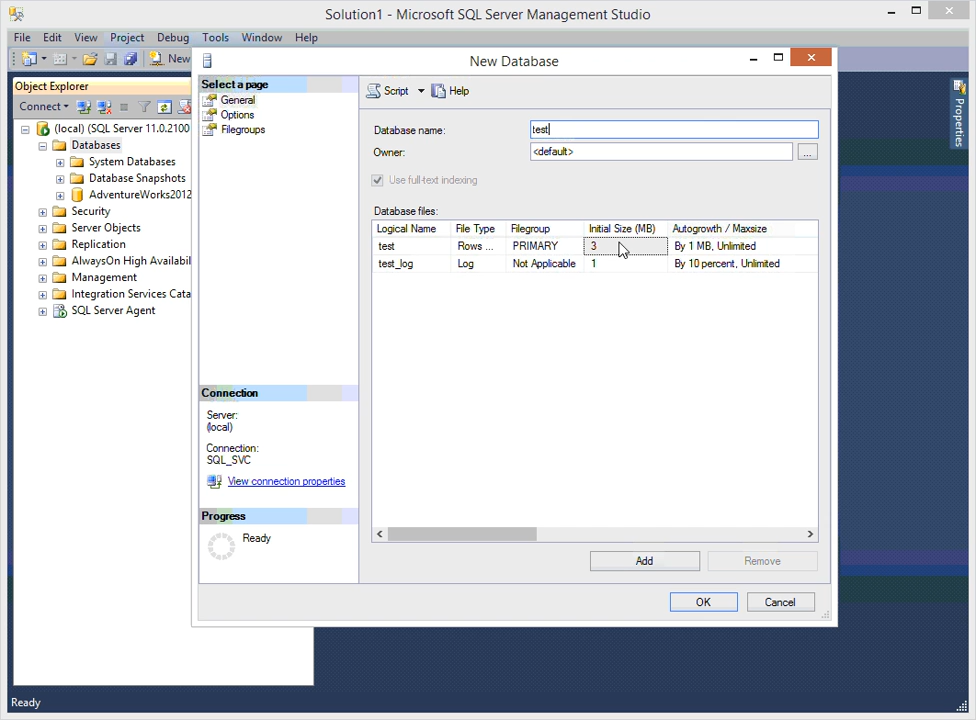 Solution1 - Microsoft SQL Server Management Studio
File Edit View Project Debug Tools Window Help
New
New Database
Object Explorer
Connect
(local) (SQL Server 11.0.2100
Databases
System Databases
Database Snapshots
AdventureWorks2012
Security
Server Objects
Replication
AlwaysOn High Availabil
Management
Integration Services Cata
SQL Server Agent
Select a page
General
Options
Filegroups
Connection
Server:
(local)
Connection:
SQL_SVC
View connection properties
Progress
Ready
Script Help
Database name: test
Owner: <default> ...
Use full-text indexing
Database files:
Logical Name File Type Filegroup Initial Size (MB) Autogrowth / Maxsize
test Rows ... PRIMARY 3 By 1 MB, Unlimited
test_log Log Not Applicable 1 By 10 percent, Unlimited
Add Remove
OK Cancel
Properties
Ready